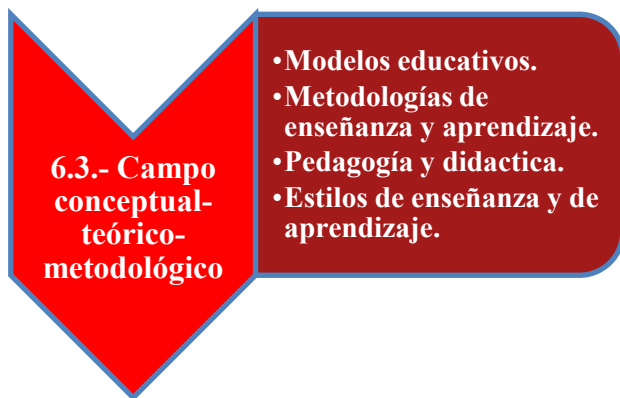 6.3.- Campo
conceptual-
teórico-
metodológico
•Modelos educativos.
•Metodologías de
enseñanza y aprendizaje.
•Pedagogía y didactica.
•Estilos de enseñanza y de
aprendizaje.